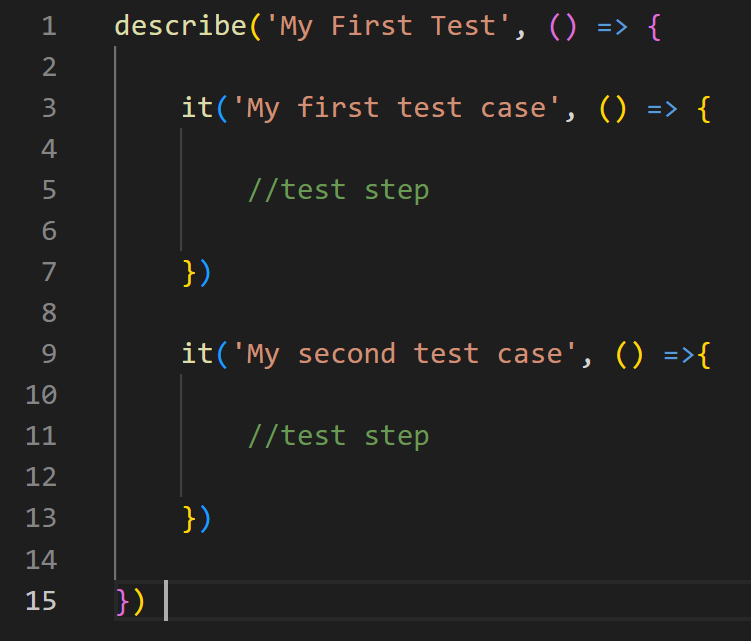 1 describe('My First Test', () => {
2
3     it('My first test case', () => {
4
5         //test step
6
7     })
8
9     it('My second test case', () =>{
10
11         //test step
12
13     })
14
15 })